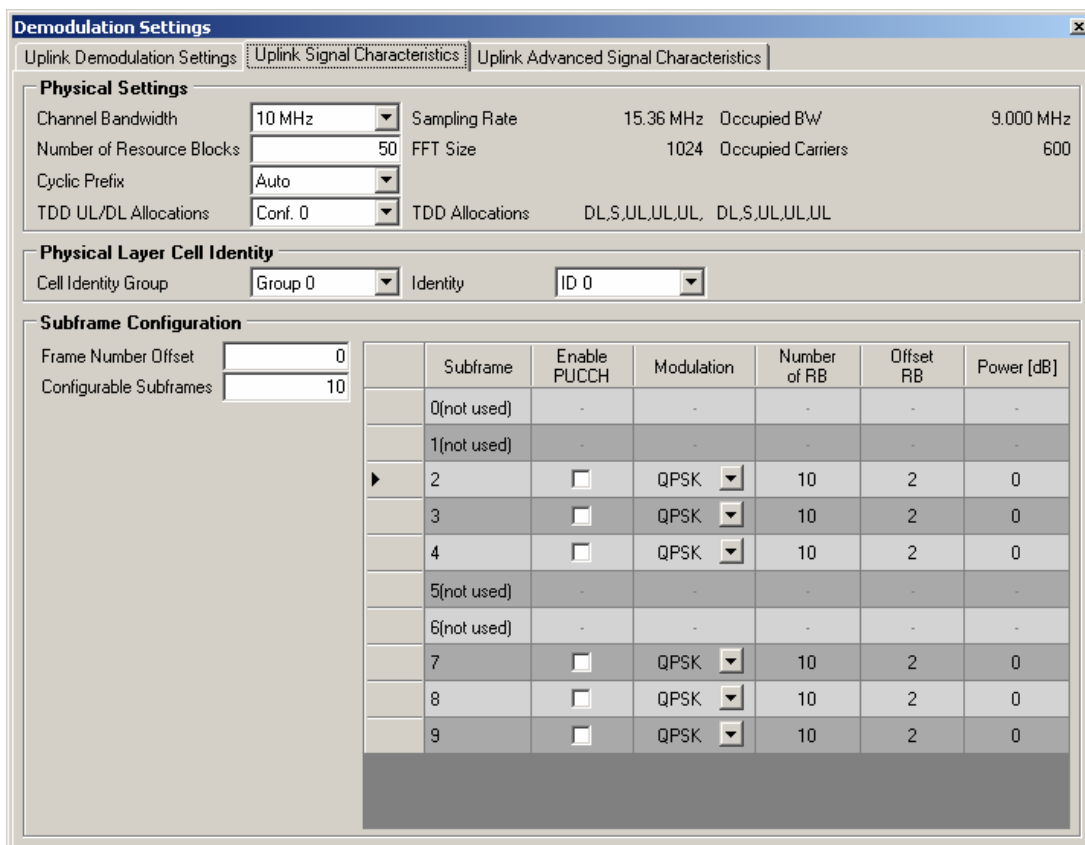 Demodulation Settings
Uplink Demodulation Settings Uplink Signal Characteristics Uplink Advanced Signal Characteristics
Physical Settings
Channel Bandwidth 10 MHz Sampling Rate 15.36 MHz Occupied BW 9.000 MHz
Number of Resource Blocks 50 FFT Size 1024 Occupied Carriers 600
Cyclic Prefix Auto
TDD UL/DL Allocations Conf. 0 TDD Allocations DL,S,UL,UL,UL, DL,S,UL,UL,UL
Physical Layer Cell Identity
Cell Identity Group Group 0 Identity ID 0
Subframe Configuration
Frame Number Offset 0
Configurable Subframes 10
Subframe Enable PUCCH Modulation Number of RB Offset RB Power [dB]
0(not used) - - - - -
1(not used) - - - - -
2 QPSK 10 2 0
3 QPSK 10 2 0
4 QPSK 10 2 0
5(not used) - - - - -
6(not used) - - - - -
7 QPSK 10 2 0
8 QPSK 10 2 0
9 QPSK 10 2 0